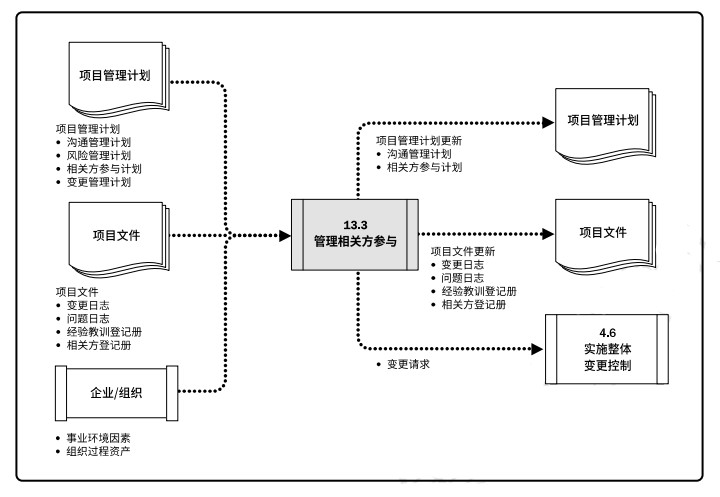 项目管理计划
项目管理计划
• 沟通管理计划
• 风险管理计划
• 相关方参与计划
• 变更管理计划
项目文件
项目文件
• 变更日志
• 问题日志
• 经验教训登记册
• 相关方登记册
企业/组织
• 事业环境因素
• 组织过程资产
13.3
管理相关方参与
项目管理计划更新
• 沟通管理计划
• 相关方参与计划
项目管理计划
项目文件更新
• 变更日志
• 问题日志
• 经验教训登记册
• 相关方登记册
项目文件
• 变更请求
4.6
实施整体
变更控制